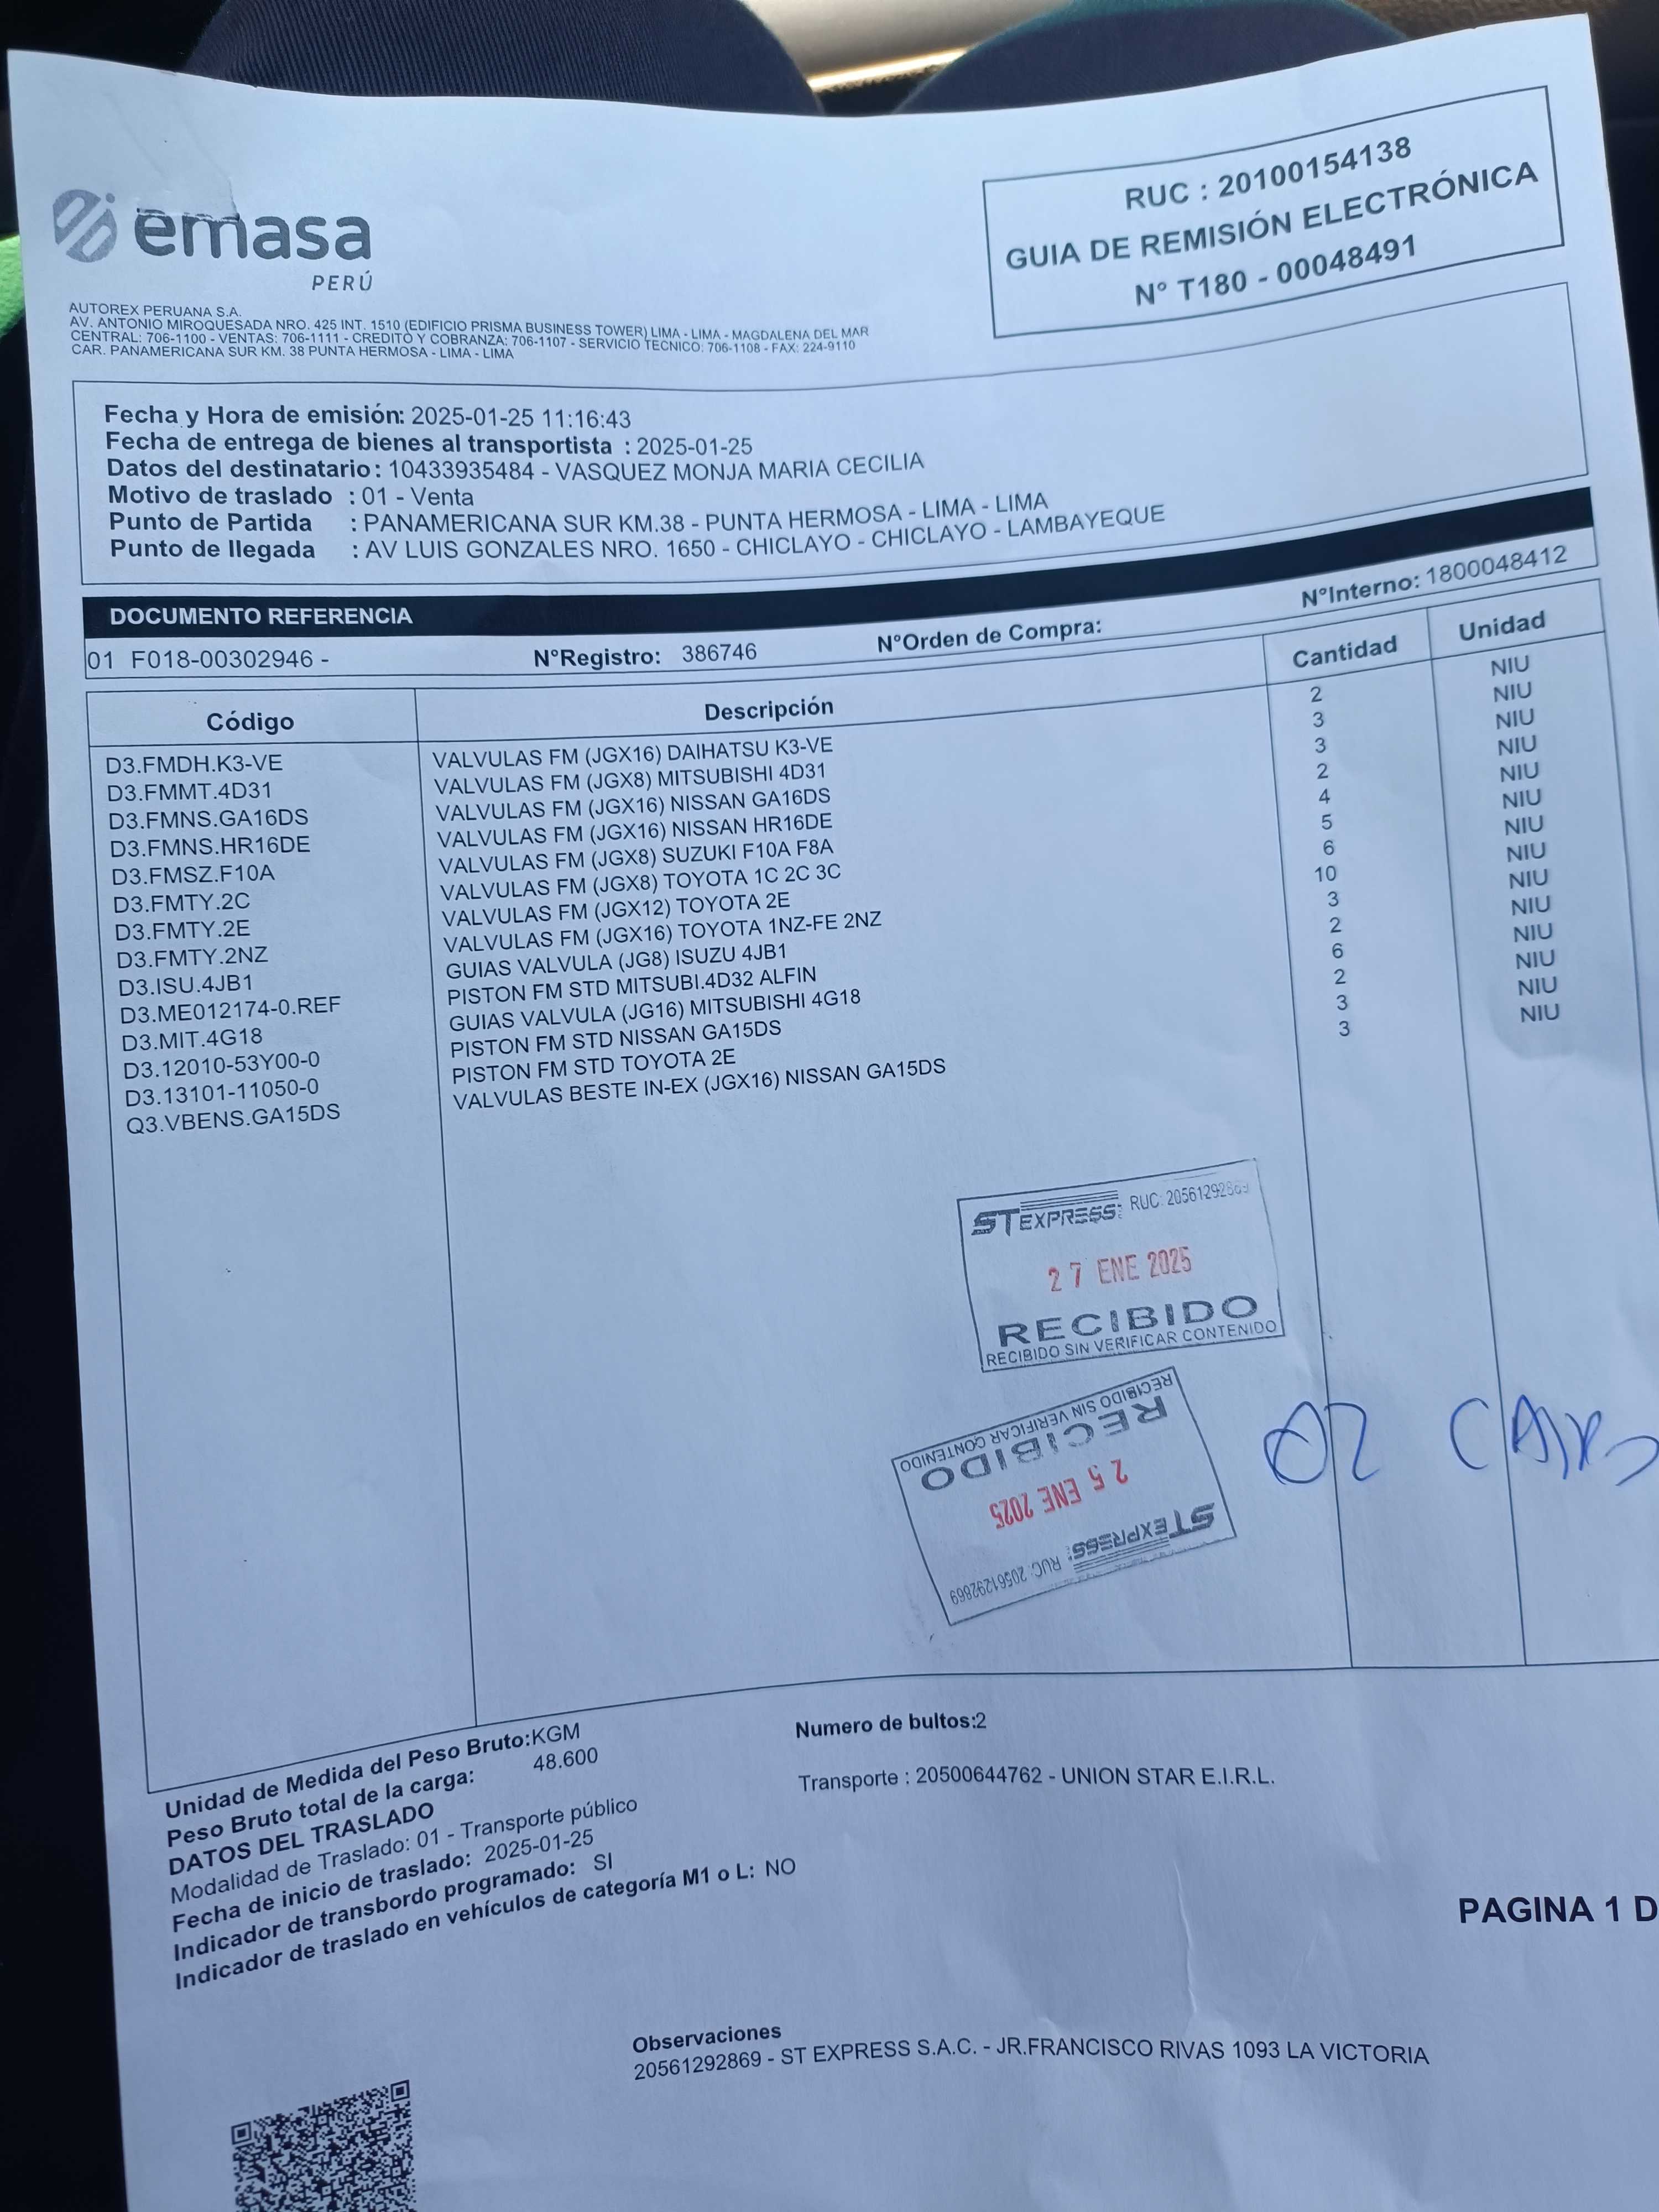 emasa
PERÚ
RUC : 20100154138
GUIA DE REMISIÓN ELECTRÓNICA
N° T180 - 00048491
AUTOREX PERUANA S.A.
AV. ANTONIO MIROQUESADA NRO. 425 INT. 1510 (EDIFICIO PRISMA BUSINESS TOWER) LIMA - LIMA - MAGDALENA DEL MAR
CENTRAL: 706-1100 - VENTAS: 706-1111 - CREDITO Y COBRANZA: 706-1107 - SERVICIO TECNICO: 706-1108 - FAX: 224-9110
CAR. PANAMERICANA SUR KM. 38 PUNTA HERMOSA - LIMA - LIMA
Fecha y Hora de emisión: 2025-01-25 11:16:43
Fecha de entrega de bienes al transportista : 2025-01-25
Datos del destinatario: 10433935484 - VASQUEZ MONJA MARIA CECILIA
Motivo de traslado : 01 - Venta
Punto de Partida : PANAMERICANA SUR KM.38 - PUNTA HERMOSA - LIMA - LIMA
Punto de llegada : AV LUIS GONZALES NRO. 1650 - CHICLAYO - CHICLAYO - LAMBAYEQUE
DOCUMENTO REFERENCIA
01 F018-00302946 - N°Registro: 386746 N°Orden de Compra: N°Interno: 1800048412
Código Descripción Cantidad Unidad
D3.FMDH.K3-VE VALVULAS FM (JGX16) DAIHATSU K3-VE 2 NIU
D3.FMMT.4D31 VALVULAS FM (JGX8) MITSUBISHI 4D31 3 NIU
D3.FMNS.GA16DS VALVULAS FM (JGX16) NISSAN GA16DS 3 NIU
D3.FMNS.HR16DE VALVULAS FM (JGX16) NISSAN HR16DE 2 NIU
D3.FMSZ.F10A VALVULAS FM (JGX8) SUZUKI F10A F8A 4 NIU
D3.FMTY.2C VALVULAS FM (JGX8) TOYOTA 1C 2C 3C 5 NIU
D3.FMTY.2E VALVULAS FM (JGX12) TOYOTA 2E 6 NIU
D3.FMTY.2NZ VALVULAS FM (JGX16) TOYOTA 1NZ-FE 2NZ 10 NIU
D3.ISU.4JB1 GUIAS VALVULA (JG8) ISUZU 4JB1 3 NIU
D3.ME012174-0.REF PISTON FM STD MITSUBI.4D32 ALFIN 2 NIU
D3.MIT.4G18 GUIAS VALVULA (JG16) MITSUBISHI 4G18 6 NIU
D3.12010-53Y00-0 PISTON FM STD NISSAN GA15DS 2 NIU
D3.13101-11050-0 PISTON FM STD TOYOTA 2E 3 NIU
Q3.VBENS.GA15DS VALVULAS BESTE IN-EX (JGX16) NISSAN GA15DS 3 NIU
ST EXPRESS RUC: 20561292869
27 ENE 2025
RECIBIDO
RECIBIDO SIN VERIFICAR CONTENIDO
ST EXPRESS RUC: 20561292869
25 ENE 2025
RECIBIDO
RECIBIDO SIN VERIFICAR CONTENIDO
02
Unidad de Medida del Peso Bruto:KGM
Peso Bruto total de la carga: 48.600
Numero de bultos:2
Transporte : 20500644762 - UNION STAR E.I.R.L.
DATOS DEL TRASLADO
Modalidad de Traslado: 01 - Transporte público
Fecha de inicio de traslado: 2025-01-25
Indicador de transbordo programado: SI
Indicador de traslado en vehículos de categoría M1 o L: NO
PAGINA 1 D
Observaciones
20561292869 - ST EXPRESS S.A.C. - JR.FRANCISCO RIVAS 1093 LA VICTORIA